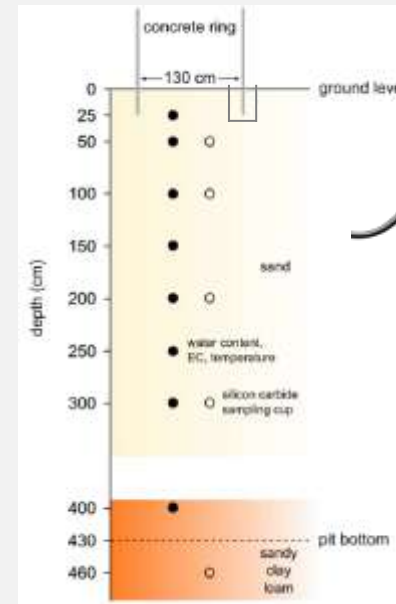 concrete ring
130 cm
0
ground leve
25
50
100
150
sand
200
depth (cm)
water content,
EC, temperature
250
silicon carbide
sampling cup
300
400
430
pit bottom
sandy
clay
loam
460